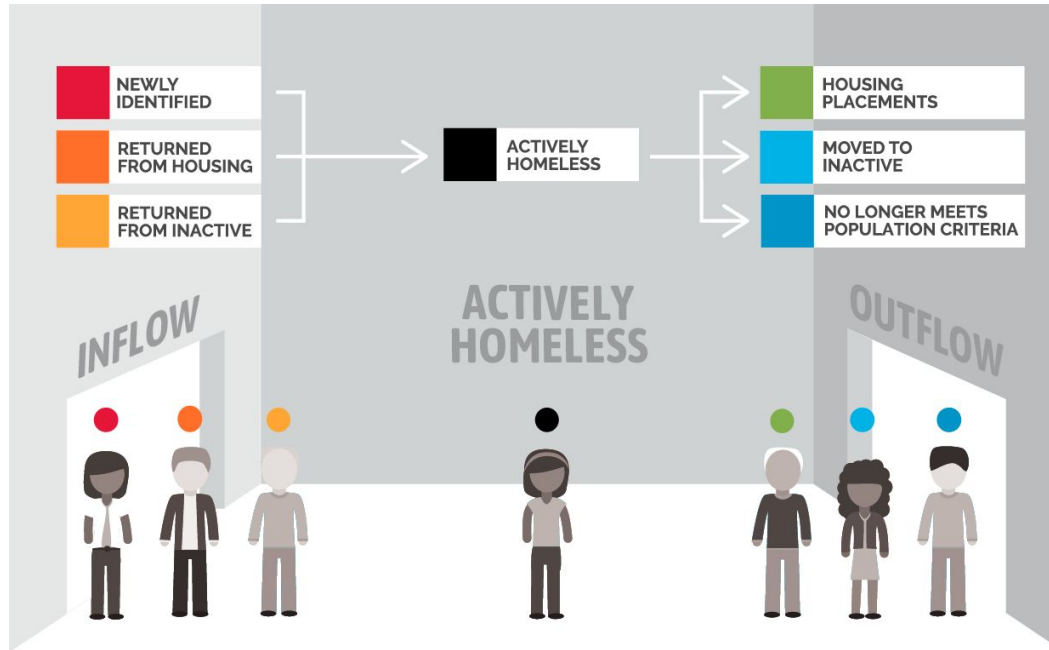 NEWLY
IDENTIFIED
RETURNED
FROM HOUSING
RETURNED
FROM INACTIVE
ACTIVELY
HOMELESS
HOUSING
PLACEMENTS
MOVED TO
INACTIVE
NO LONGER MEETS
POPULATION CRITERIA
INFLOW
ACTIVELY
HOMELESS
OUTFLOW